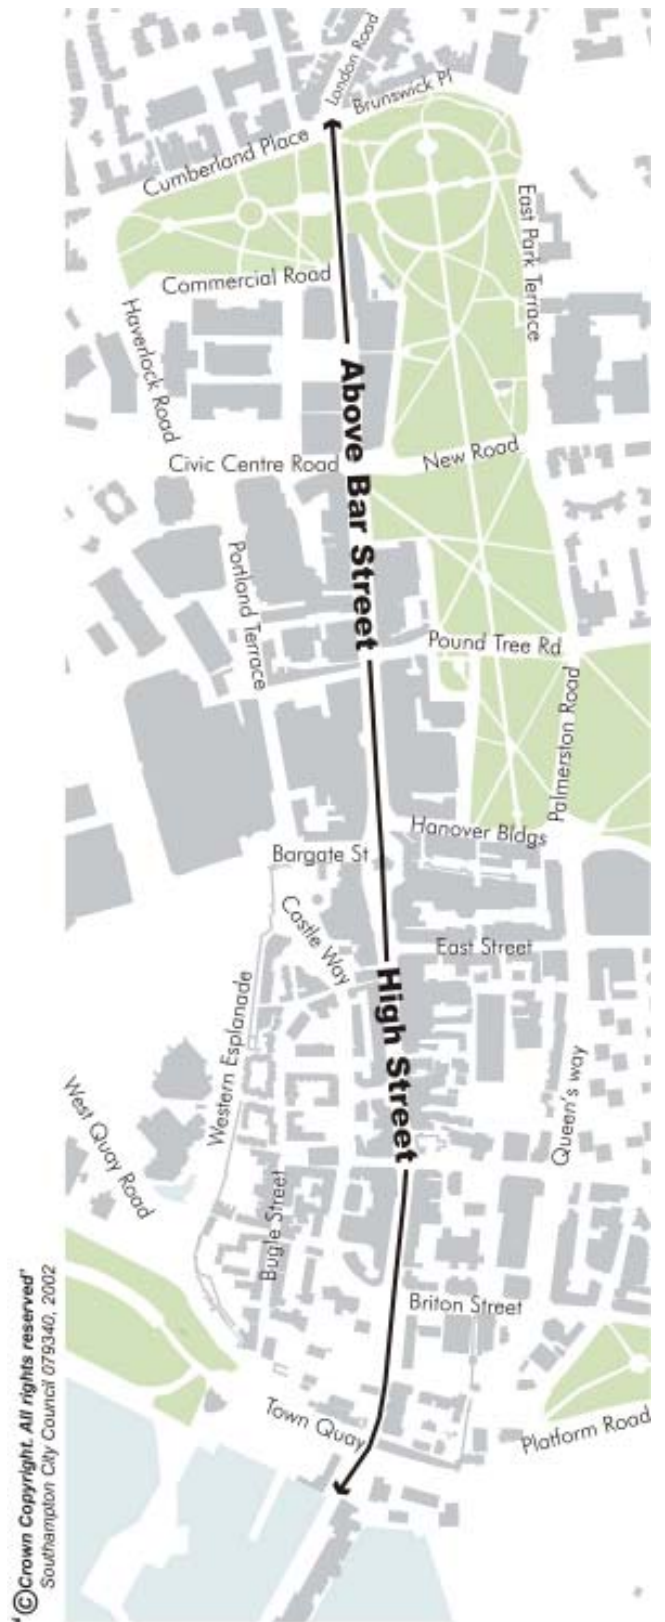 London Road
Brunswick Pl
Cumberland Place
East Park Terrace
Commercial Road
Haverlock Road
Above Bar Street
New Road
Civic Centre Road
Portland Terrace
Pound Tree Rd
Palmerston Road
Hanover Bldgs
Bargate St
Castle Way
East Street
High Street
Western Esplanade
Queen's way
West Quay Road
Bugle Street
Briton Street
Town Quay
Platform Road
"©Crown Copyright. All rights reserved"
Southampton City Council 079340, 2002